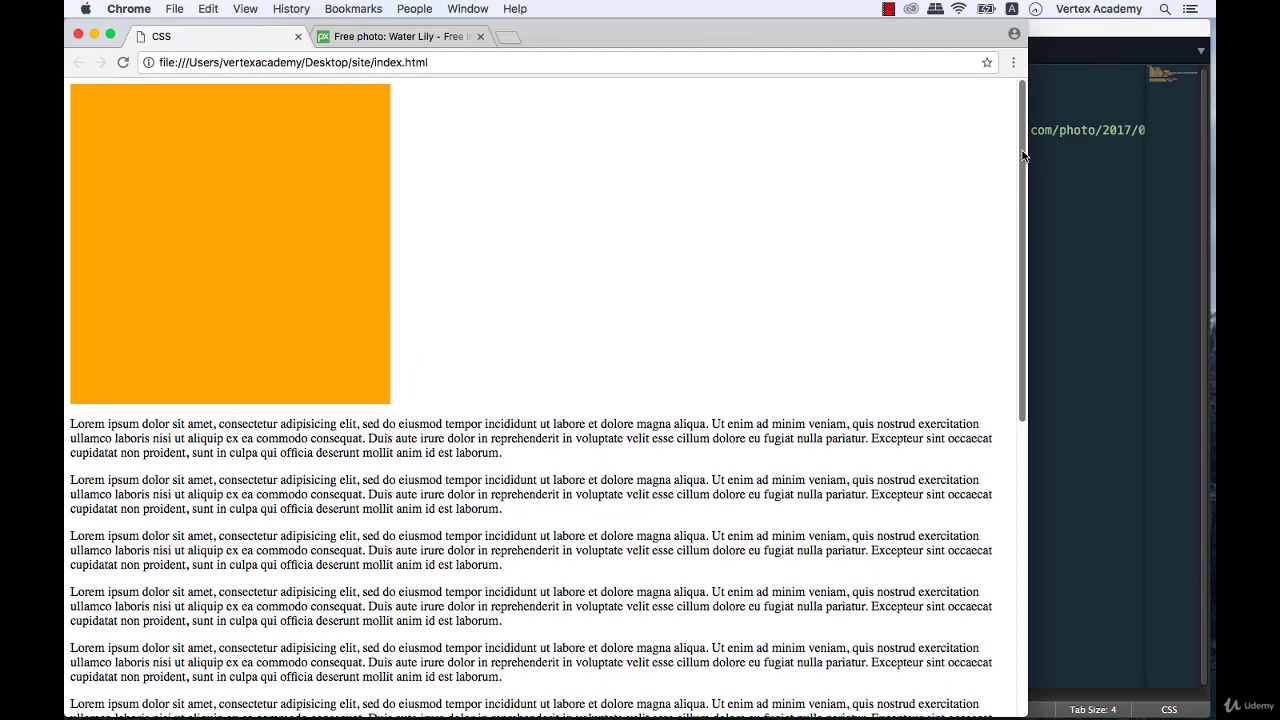 Chrome File Edit View History Bookmarks People Window Help A Vertex Academy
CSS
px Free photo: Water Lily - Free
file:///Users/vertexacademy/Desktop/site/index.html
com/photo/2017/0
Lorem ipsum dolor sit amet, consectetur adipisicing elit, sed do eiusmod tempor incididunt ut labore et dolore magna aliqua. Ut enim ad minim veniam, quis nostrud exercitation
ullamco laboris nisi ut aliquip ex ea commodo consequat. Duis aute irure dolor in reprehenderit in voluptate velit esse cillum dolore eu fugiat nulla pariatur. Excepteur sint occaecat
cupidatat non proident, sunt in culpa qui officia deserunt mollit anim id est laborum.
Lorem ipsum dolor sit amet, consectetur adipisicing elit, sed do eiusmod tempor incididunt ut labore et dolore magna aliqua. Ut enim ad minim veniam, quis nostrud exercitation
ullamco laboris nisi ut aliquip ex ea commodo consequat. Duis aute irure dolor in reprehenderit in voluptate velit esse cillum dolore eu fugiat nulla pariatur. Excepteur sint occaecat
cupidatat non proident, sunt in culpa qui officia deserunt mollit anim id est laborum.
Lorem ipsum dolor sit amet, consectetur adipisicing elit, sed do eiusmod tempor incididunt ut labore et dolore magna aliqua. Ut enim ad minim veniam, quis nostrud exercitation
ullamco laboris nisi ut aliquip ex ea commodo consequat. Duis aute irure dolor in reprehenderit in voluptate velit esse cillum dolore eu fugiat nulla pariatur. Excepteur sint occaecat
cupidatat non proident, sunt in culpa qui officia deserunt mollit anim id est laborum.
Lorem ipsum dolor sit amet, consectetur adipisicing elit, sed do eiusmod tempor incididunt ut labore et dolore magna aliqua. Ut enim ad minim veniam, quis nostrud exercitation
ullamco laboris nisi ut aliquip ex ea commodo consequat. Duis aute irure dolor in reprehenderit in voluptate velit esse cillum dolore eu fugiat nulla pariatur. Excepteur sint occaecat
cupidatat non proident, sunt in culpa qui officia deserunt mollit anim id est laborum.
Lorem ipsum dolor sit amet, consectetur adipisicing elit, sed do eiusmod tempor incididunt ut labore et dolore magna aliqua. Ut enim ad minim veniam, quis nostrud exercitation
ullamco laboris nisi ut aliquip ex ea commodo consequat. Duis aute irure dolor in reprehenderit in voluptate velit esse cillum dolore eu fugiat nulla pariatur. Excepteur sint occaecat
cupidatat non proident, sunt in culpa qui officia deserunt mollit anim id est laborum.
Lorem ipsum dolor sit amet, consectetur adipisicing elit, sed do eiusmod tempor incididunt ut labore et dolore magna aliqua. Ut enim ad minim veniam, quis nostrud exercitation
Tab Size: 4 CSS
Udemy